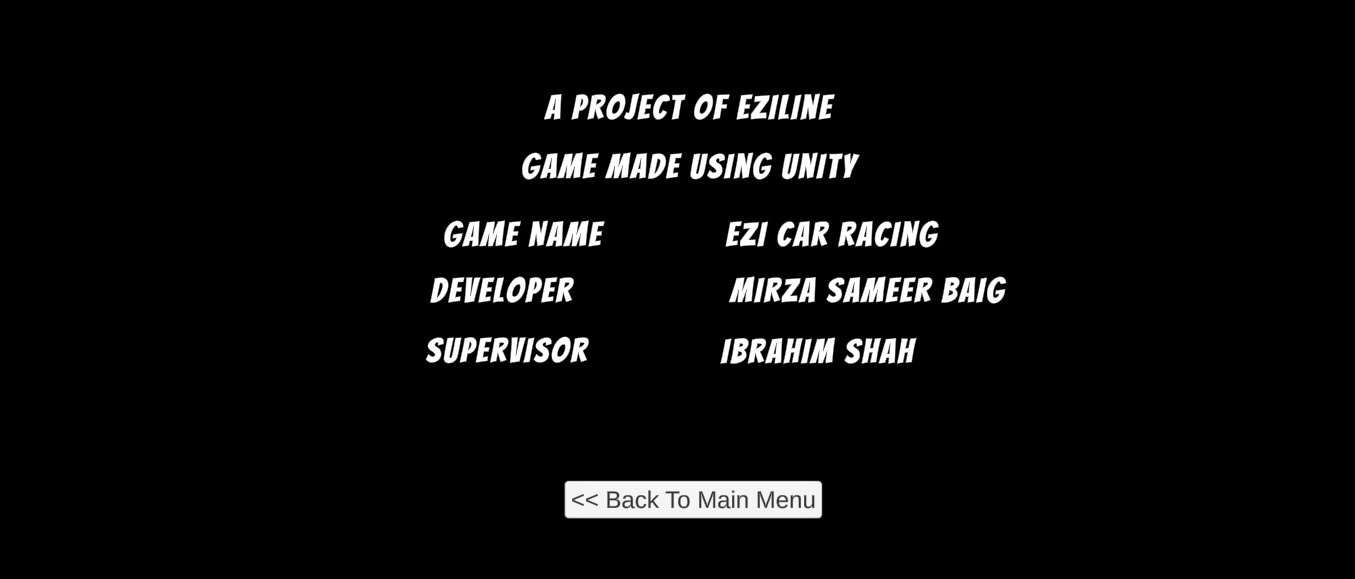 A PROJECT OF EZILINE
GAME MADE USING UNITY
GAME NAME EZI CAR RACING
DEVELOPER MIRZA SAMEER BAIG
SUPERVISOR IBRAHIM SHAH
<< Back To Main Menu